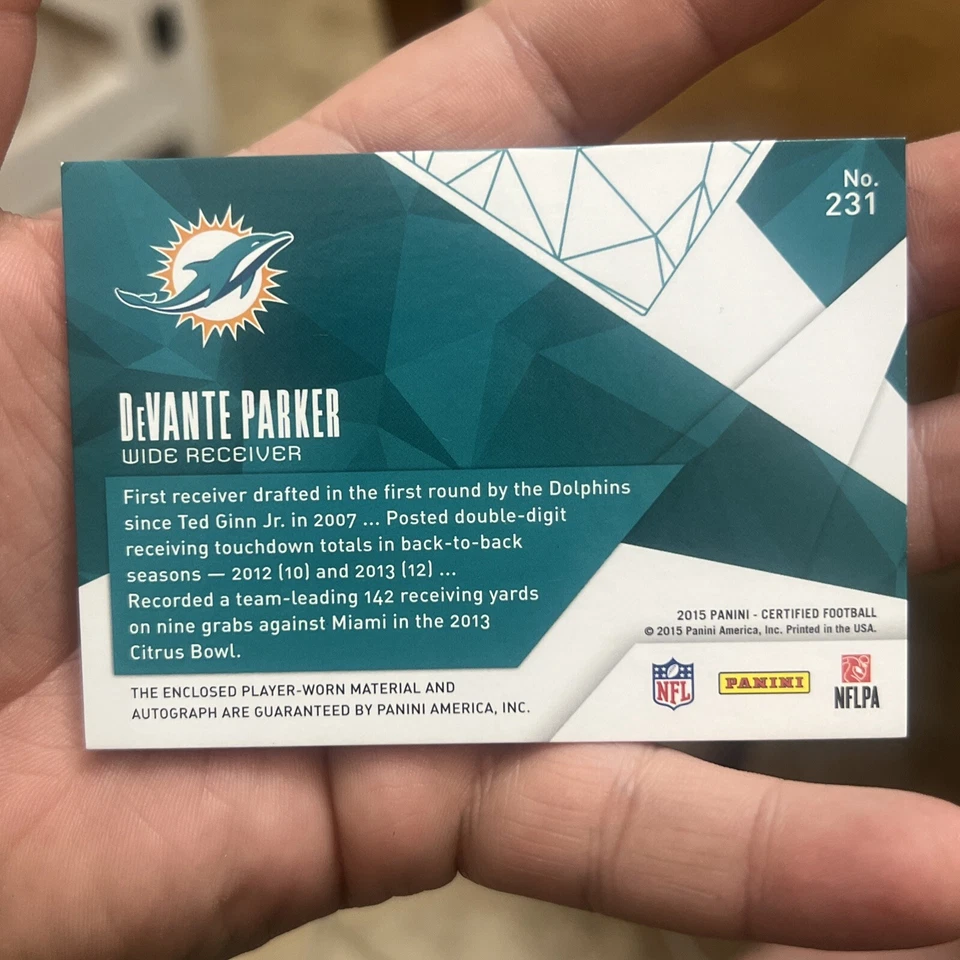 No.
231
DeVANTE PARKER
WIDE RECEIVER
First receiver drafted in the first round by the Dolphins
since Ted Ginn Jr. in 2007 ... Posted double-digit
receiving touchdown totals in back-to-back
seasons — 2012 (10) and 2013 (12) ...
Recorded a team-leading 142 receiving yards
on nine grabs against Miami in the 2013
Citrus Bowl.
THE ENCLOSED PLAYER-WORN MATERIAL AND
AUTOGRAPH ARE GUARANTEED BY PANINI AMERICA, INC.
2015 PANINI - CERTIFIED FOOTBALL
© 2015 Panini America, Inc. Printed in the USA.
NFL
PANINI
NFLPA